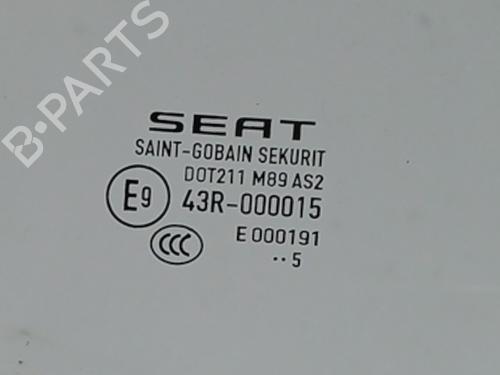 B-PARTS
SEAT
SAINT-GOBAIN SEKURIT
DOT211 M89 AS2
E9 43R-000015
E 000191
CCC
·· 5